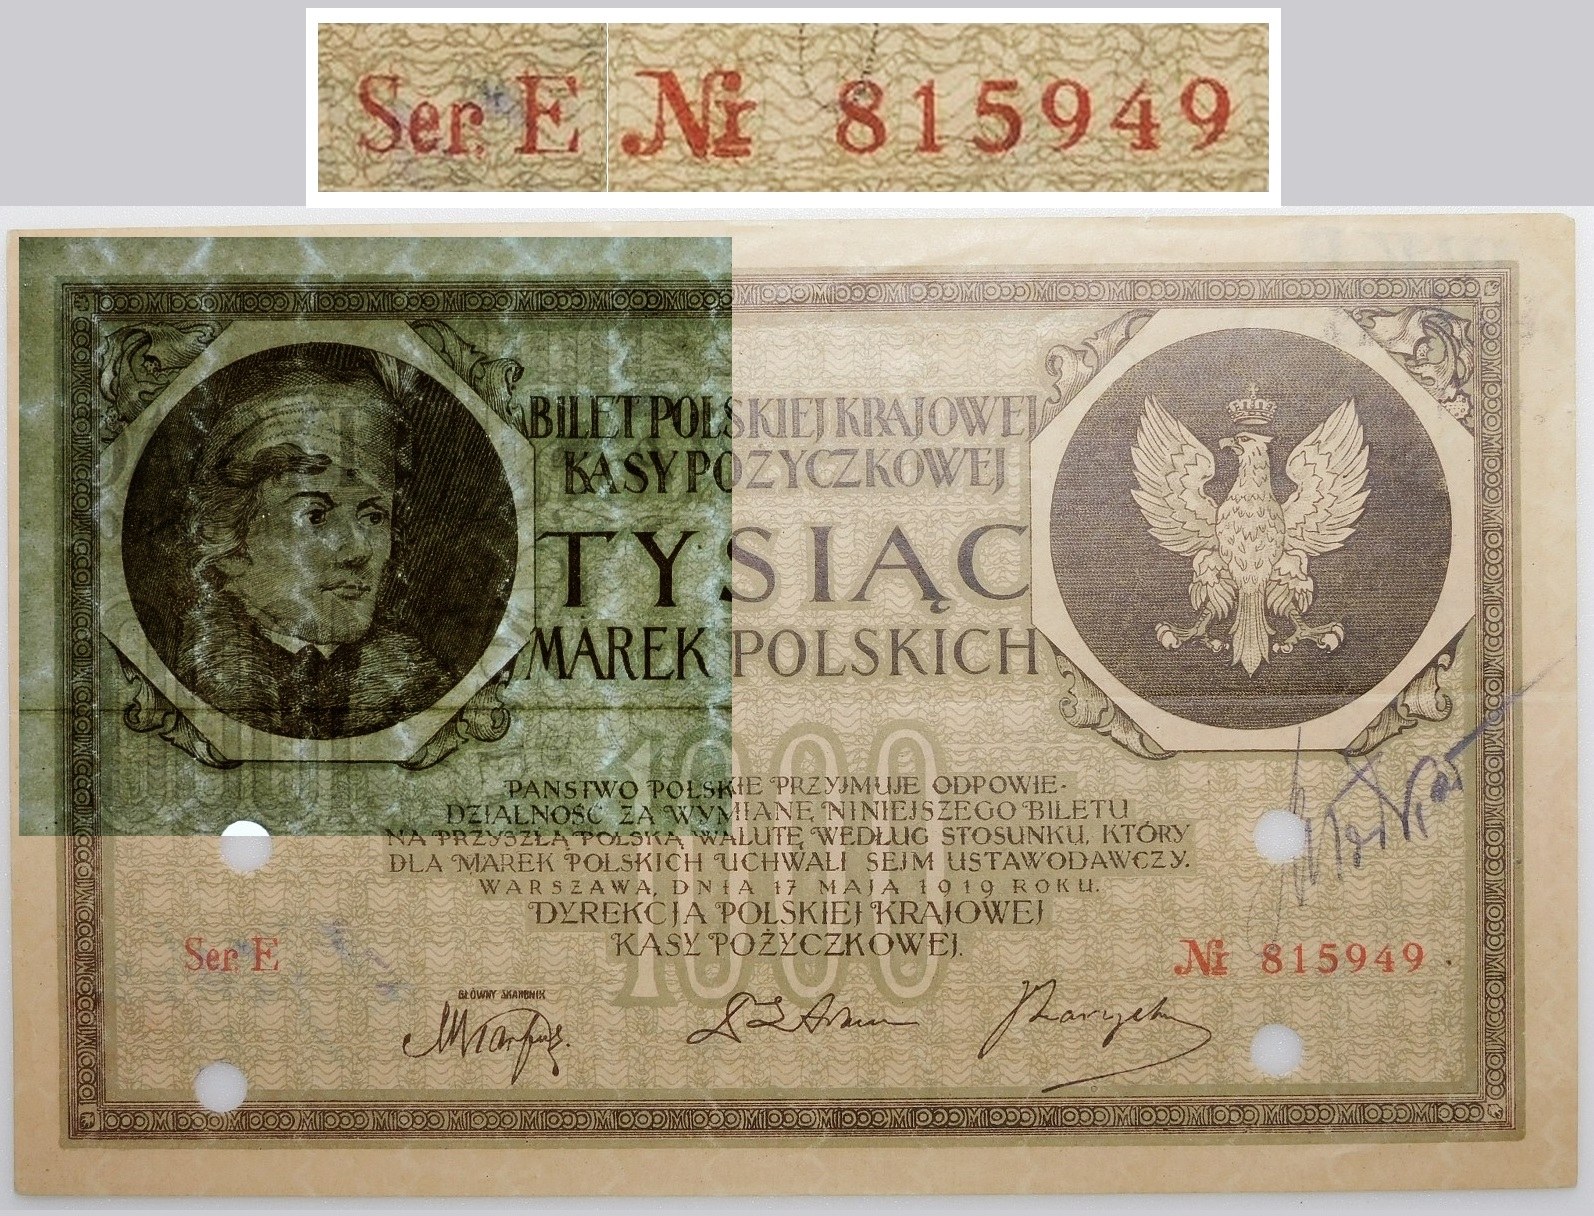 Ser. E Nr 815949
BILET POLSKIEJ KRAJOWEJ
KASY POŻYCZKOWEJ
TYSIĄC
MAREK POLSKICH
1000
PAŃSTWO POLSKIE PRZYJMUJE ODPOWIE-
DZIALNOŚĆ ZA WYMIANĘ NINIEJSZEGO BILETU
NA PRZYSZŁĄ POLSKĄ WALUTĘ WEDŁUG STOSUNKU, KTÓRY
DLA MAREK POLSKICH UCHWALI SEJM USTAWODAWCZY.
WARSZAWA, DNIA 17 MAJA 1919 ROKU.
DYREKCJA POLSKIEJ KRAJOWEJ
KASY POŻYCZKOWEJ.
Ser. E Nr 815949
GŁÓWNY SKARBNIK